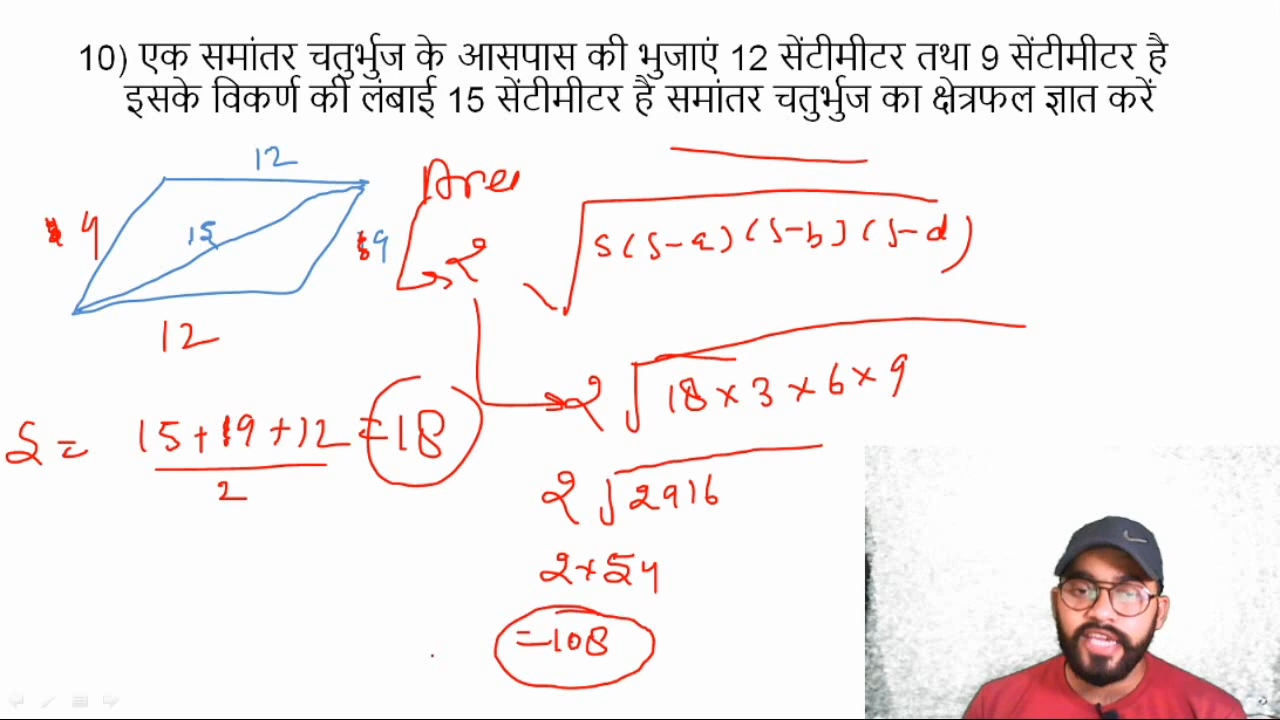 10) एक समांतर चतुर्भुज के आसपास की भुजाएं 12 सेंटीमीटर तथा 9 सेंटीमीटर है
इसके विकर्ण की लंबाई 15 सेंटीमीटर है समांतर चतुर्भुज का क्षेत्रफल ज्ञात करें
12
9
15
9
12
Area
2 √s(s-a)(s-b)(s-d)
S = 15+9+12 = 18
2
2 √18×3×6×9
2 √2916
2×54
=108